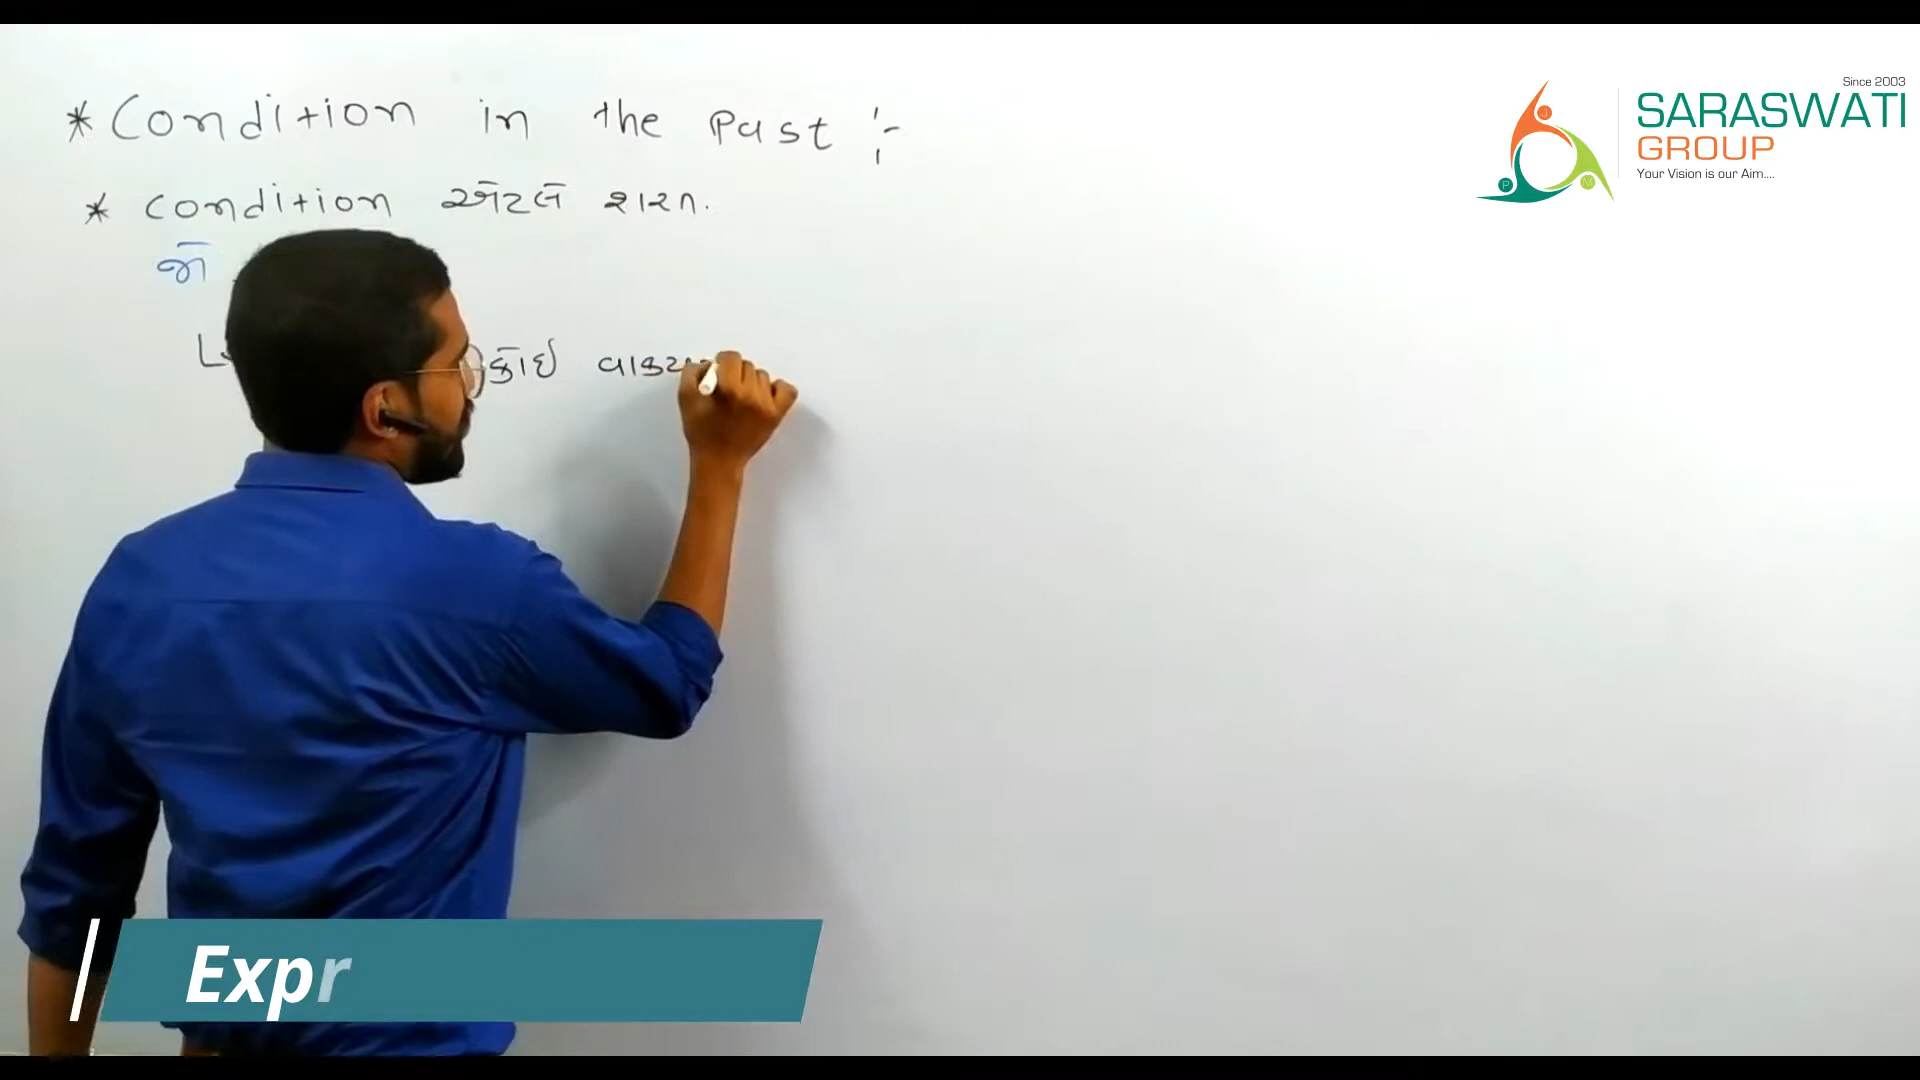 * Condition in the Past :-
* condition એટલે શરત.
જો
કોઈ
Since 2003
SARASWATI
GROUP
Your Vision is our Aim....
J
P
M
Expr